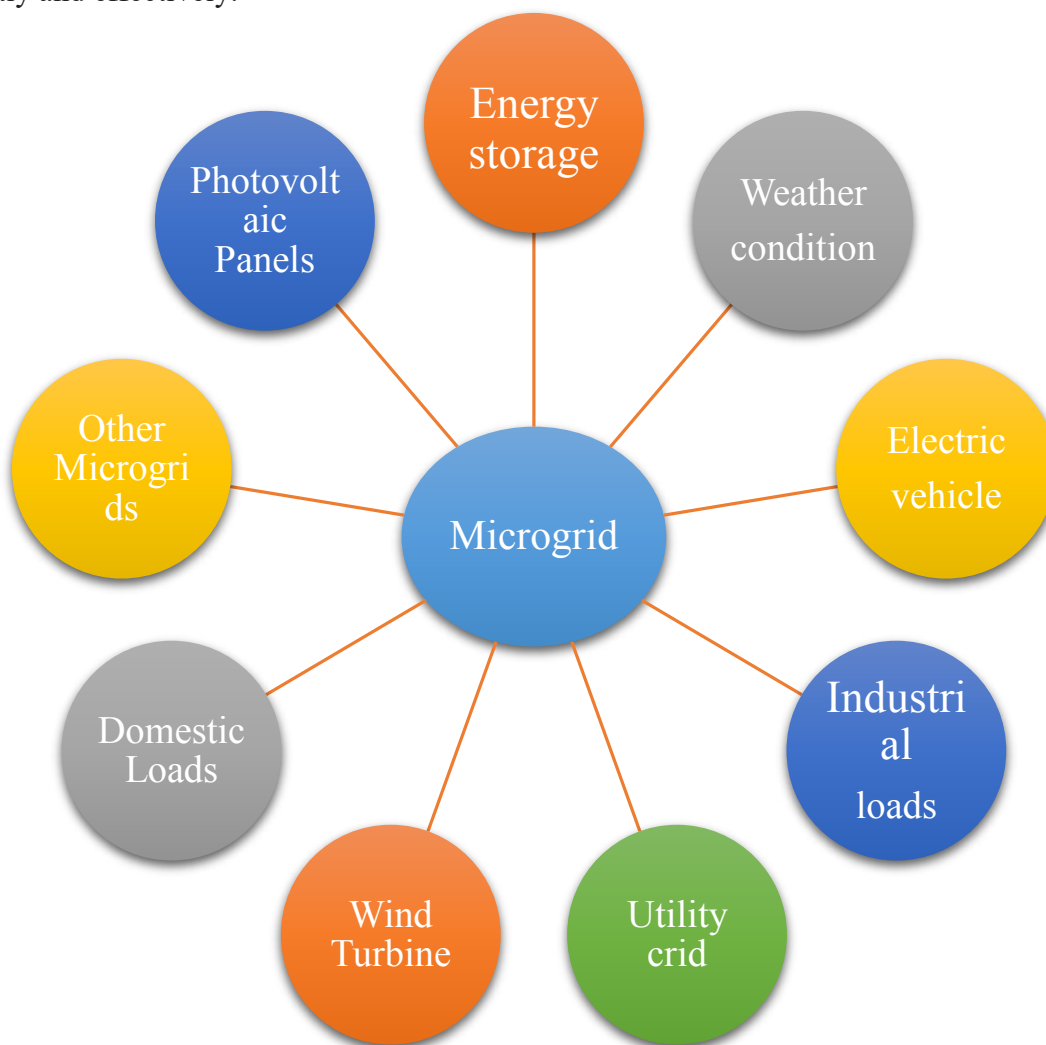 Energy
storage
Weather
condition
Electric
vehicle
Industri
al
loads
Utility
crid
Wind
Turbine
Domestic
Loads
Other
Microgri
ds
Photovolt
aic
Panels
Microgrid